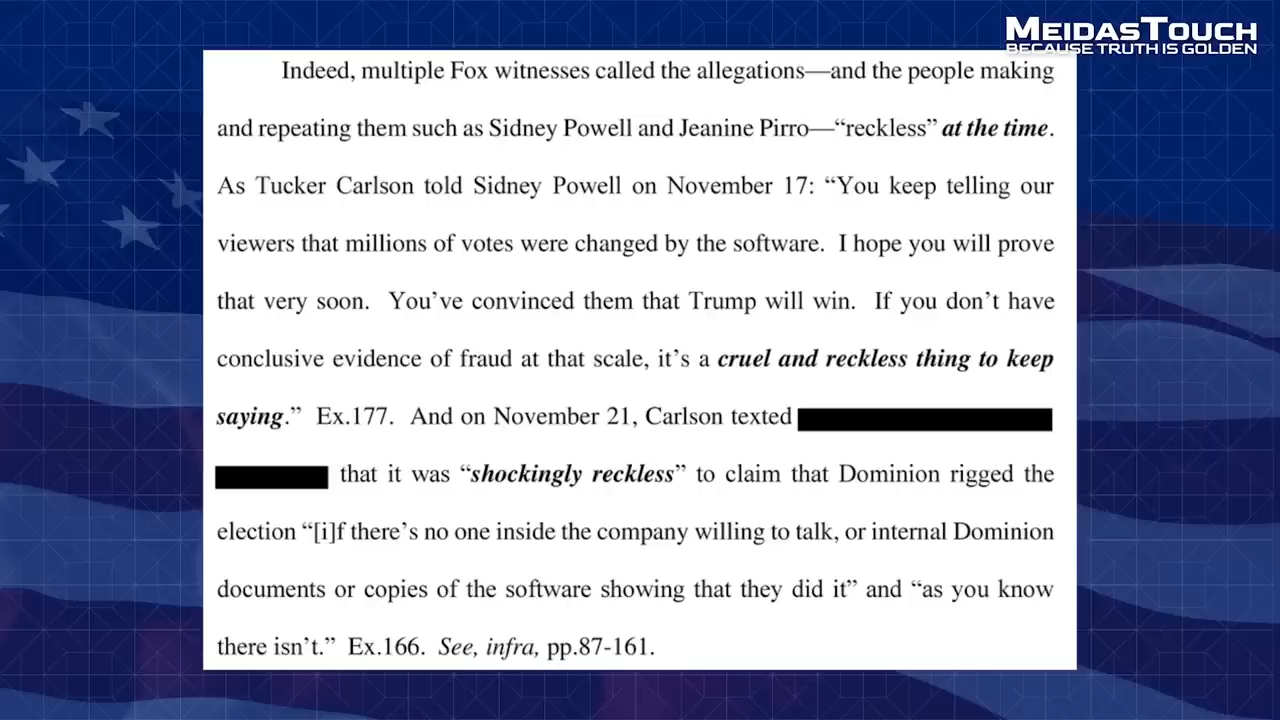 MEIDASTOUCH
BECAUSE TRUTH IS GOLDEN
Indeed, multiple Fox witnesses called the allegations—and the people making
and repeating them such as Sidney Powell and Jeanine Pirro—“reckless” at the time.
As Tucker Carlson told Sidney Powell on November 17: “You keep telling our
viewers that millions of votes were changed by the software.  I hope you will prove
that very soon.  You’ve convinced them that Trump will win.  If you don’t have
conclusive evidence of fraud at that scale, it’s a cruel and reckless thing to keep
saying.”  Ex.177.  And on November 21, Carlson texted
that it was “shockingly reckless” to claim that Dominion rigged the
election “[i]f there’s no one inside the company willing to talk, or internal Dominion
documents or copies of the software showing that they did it” and “as you know
there isn’t.”  Ex.166.  See, infra, pp.87-161.